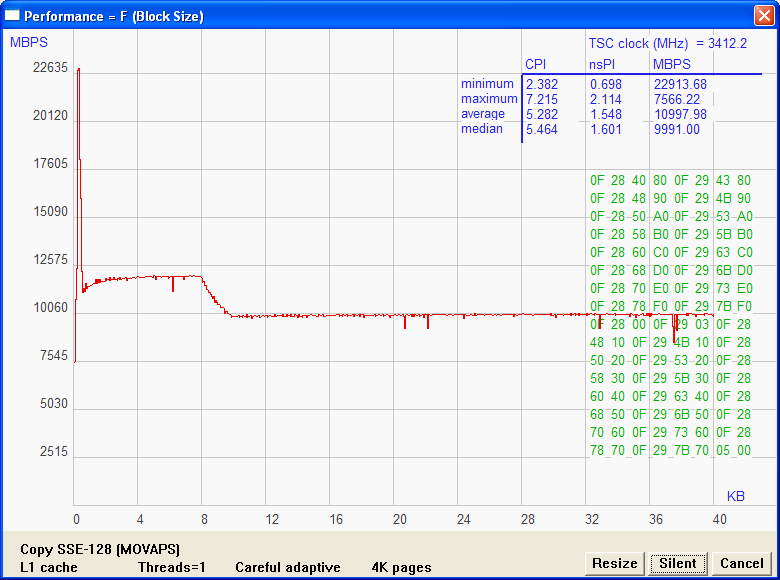 Performance = F (Block Size)
MBPS
TSC clock (MHz) = 3412.2
CPI nsPI MBPS
minimum 2.382 0.698 22913.68
maximum 7.215 2.114 7566.22
average 5.282 1.548 10997.98
median 5.464 1.601 9991.00
22635
20120
17605
15090
12575
10060
7545
5030
2515
0F 28 40 80 0F 29 43 80
0F 28 48 90 0F 29 4B 90
0F 28 50 A0 0F 29 53 A0
0F 28 58 B0 0F 29 5B B0
0F 28 60 C0 0F 29 63 C0
0F 28 68 D0 0F 29 6B D0
0F 28 70 E0 0F 29 73 E0
0F 28 78 F0 0F 29 7B F0
0F 28 00 0F 29 03 0F 28
48 10 0F 29 4B 10 0F 28
50 20 0F 29 53 20 0F 28
58 30 0F 29 5B 30 0F 28
60 40 0F 29 63 40 0F 28
68 50 0F 29 6B 50 0F 28
70 60 0F 29 73 60 0F 28
78 70 0F 29 7B 70 05 00
KB
0 4 8 12 16 20 24 28 32 36 40
Copy SSE-128 (MOVAPS)
L1 cache Threads=1 Careful adaptive 4K pages
Resize Silent Cancel